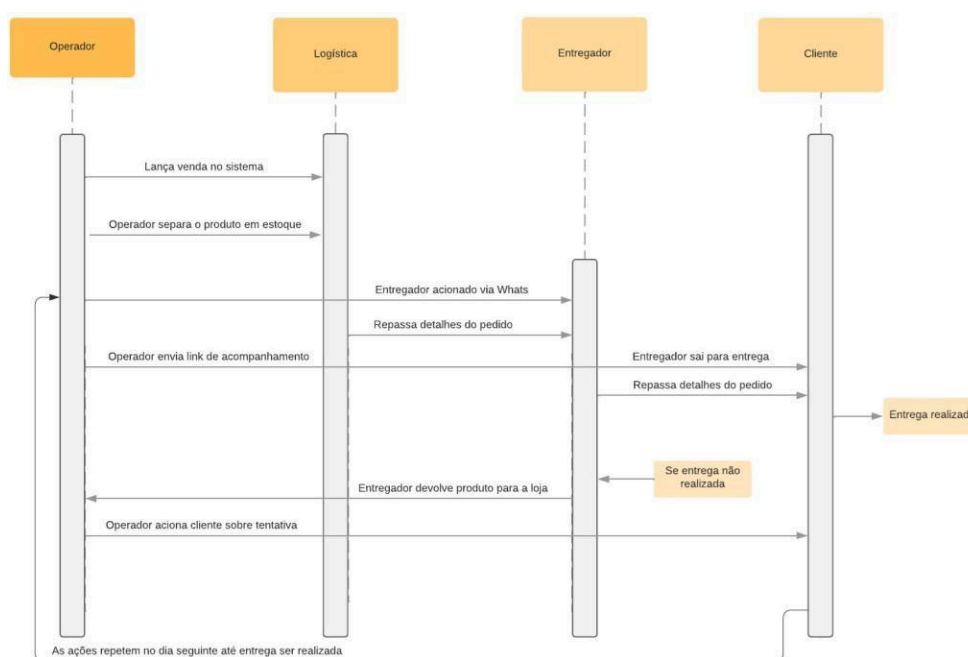 Operador
Logística
Entregador
Cliente
Lança venda no sistema
Operador separa o produto em estoque
Entregador acionado via Whats
Repassa detalhes do pedido
Operador envia link de acompanhamento
Entregador sai para entrega
Repassa detalhes do pedido
Entrega realizad
Se entrega não
realizada
Entregador devolve produto para a loja
Operador aciona cliente sobre tentativa
As ações repetem no dia seguinte até entrega ser realizada